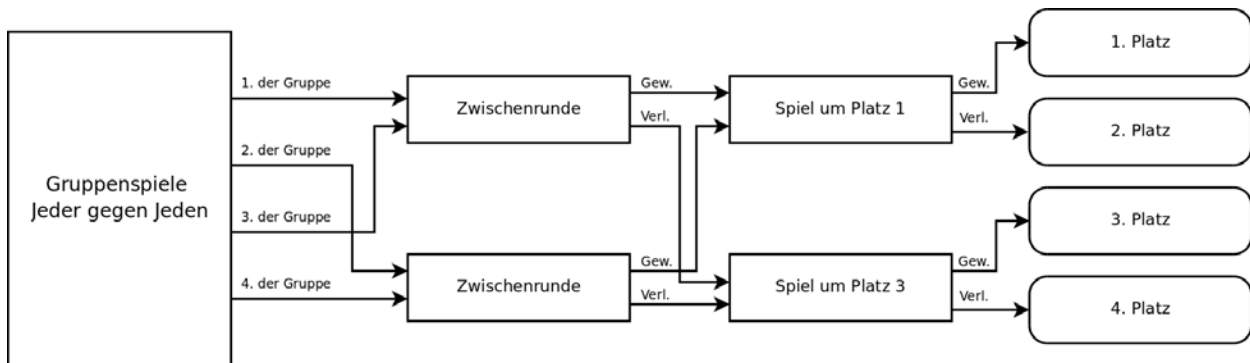 Gruppenspiele
Jeder gegen Jeden
1. der Gruppe
2. der Gruppe
3. der Gruppe
4. der Gruppe
Zwischenrunde
Gew.
Verl.
Zwischenrunde
Gew.
Verl.
Spiel um Platz 1
Gew.
Verl.
Spiel um Platz 3
Gew.
Verl.
1. Platz
2. Platz
3. Platz
4. Platz